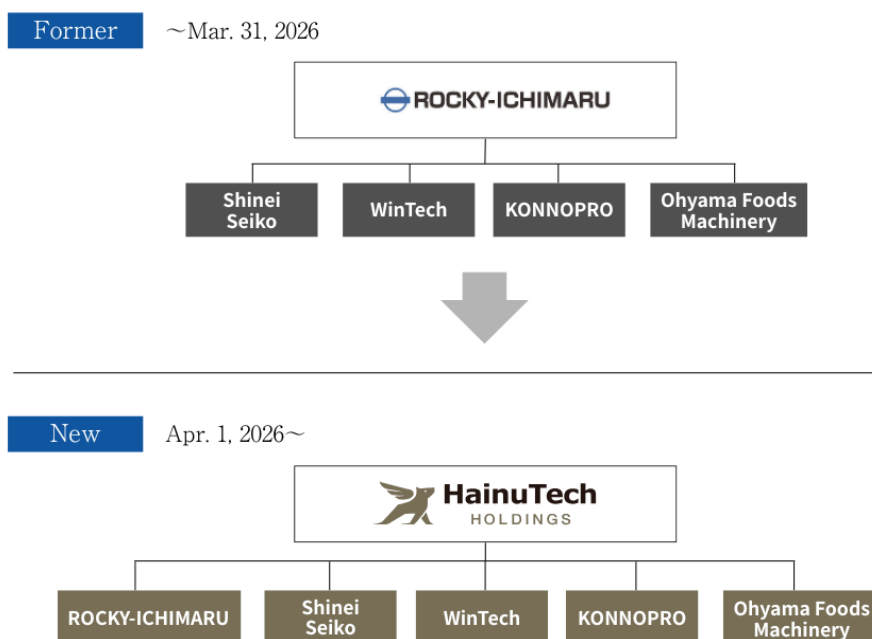 Former ～Mar. 31, 2026
ROCKY-ICHIMARU
Shinei
Seiko
WinTech
KONNOPRO
Ohyama Foods
Machinery
New Apr. 1, 2026～
HainuTech
HOLDINGS
ROCKY-ICHIMARU
Shinei
Seiko
WinTech
KONNOPRO
Ohyama Foods
Machinery